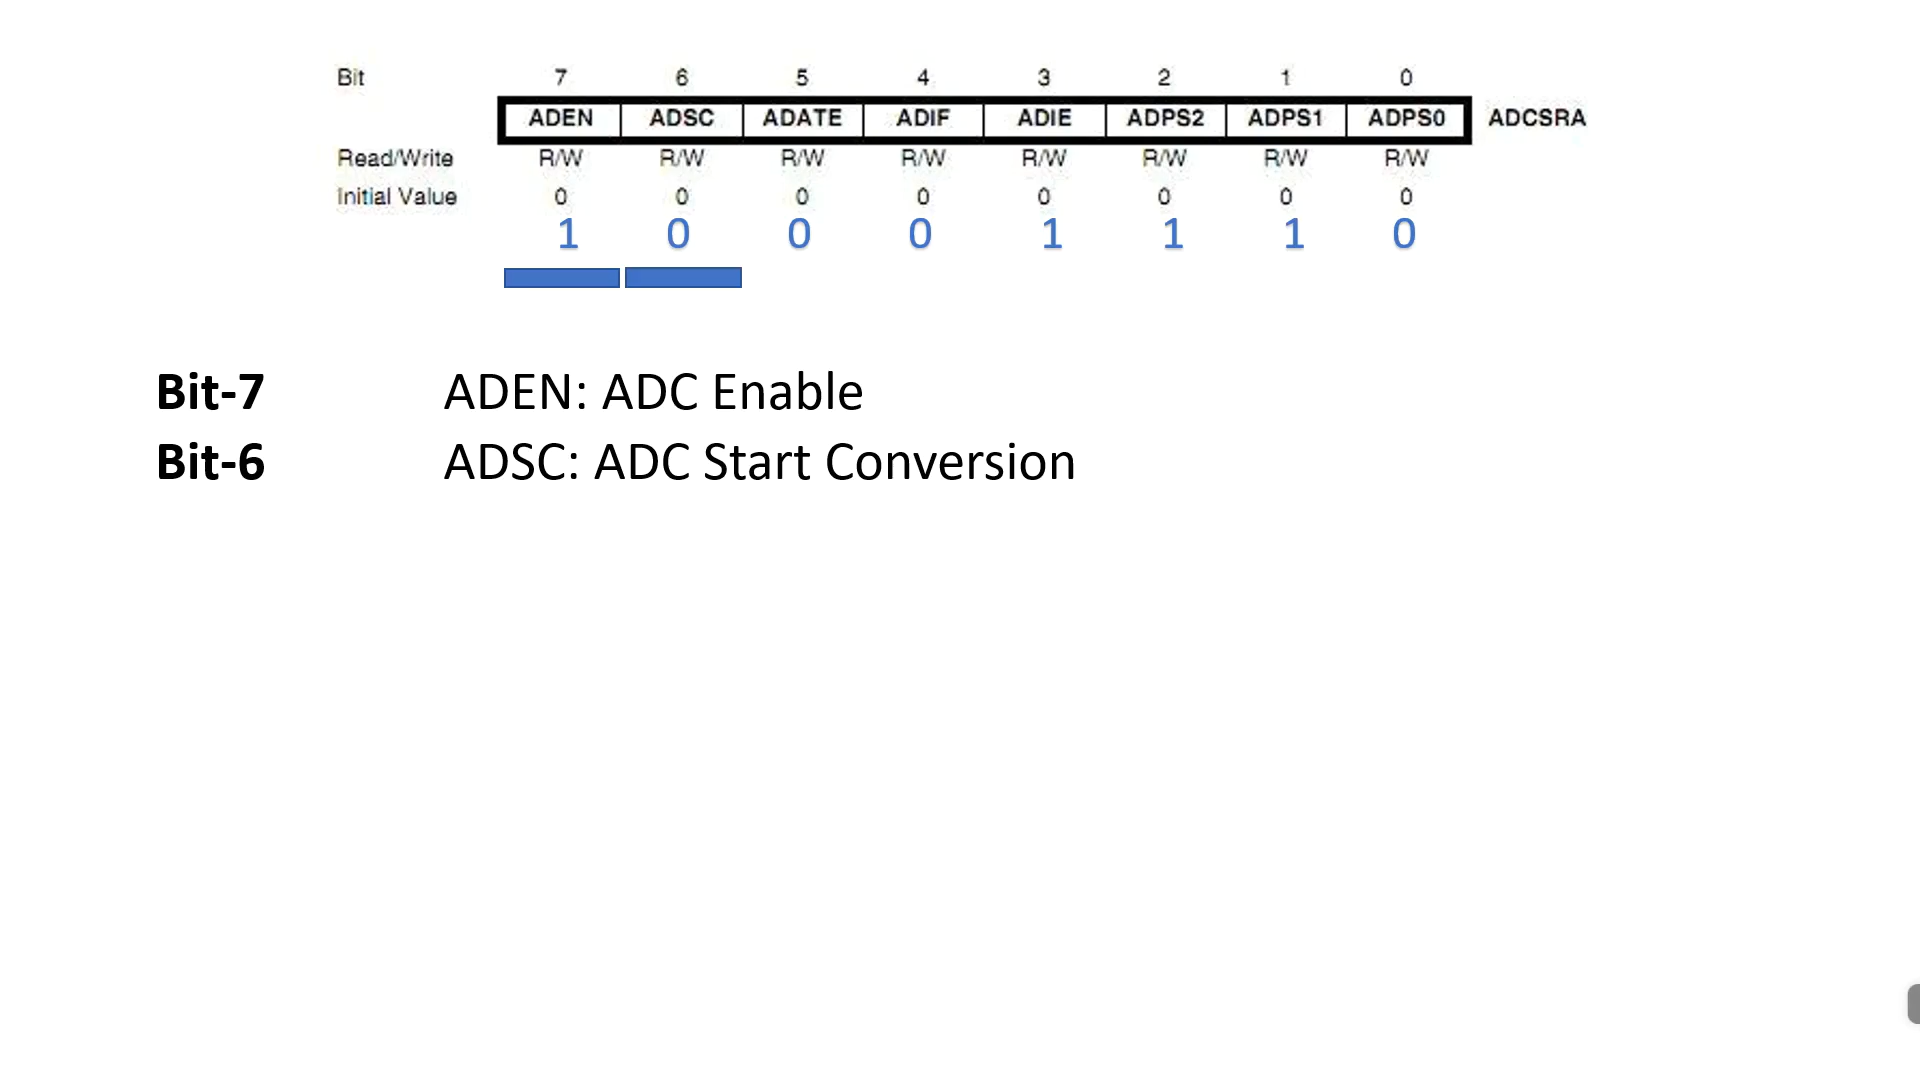 Bit 7 6 5 4 3 2 1 0
ADEN ADSC ADATE ADIF ADIE ADPS2 ADPS1 ADPS0 ADCSRA
Read/Write R/W R/W R/W R/W R/W R/W R/W R/W
Initial Value 0 0 0 0 0 0 0 0
1 0 0 0 1 1 1 0
Bit-7 ADEN: ADC Enable
Bit-6 ADSC: ADC Start Conversion